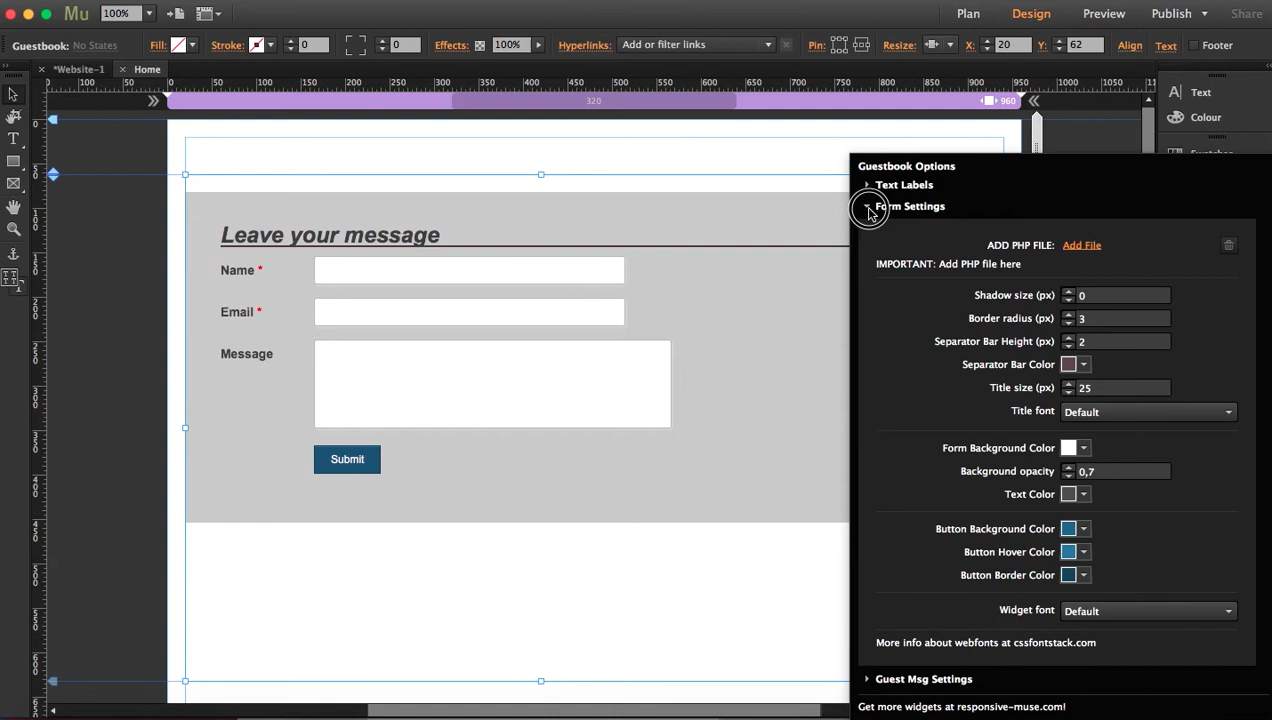 Mu 100% Plan Design Preview Publish Share
Guestbook: No States Fill: Stroke: 0 0 Effects: 100% Hyperlinks: Add or filter links Pin: Resize: X: 20 Y: 62 Align Text Footer
*Website-1 Home
100 50 0 50 100 150 200 250 300 350 400 450 500 550 600 650 700 750 800 850 900 950 1000 1050
320 960
Text
Colour
Swatches
Leave your message
Name *
Email *
Message
Submit
Guestbook Options
Text Labels
Form Settings
ADD PHP FILE: Add File
IMPORTANT: Add PHP file here
Shadow size (px) 0
Border radius (px) 3
Separator Bar Height (px) 2
Separator Bar Color
Title size (px) 25
Title font Default
Form Background Color
Background opacity 0,7
Text Color
Button Background Color
Button Hover Color
Button Border Color
Widget font Default
More info about webfonts at cssfontstack.com
Guest Msg Settings
Get more widgets at responsive-muse.com!